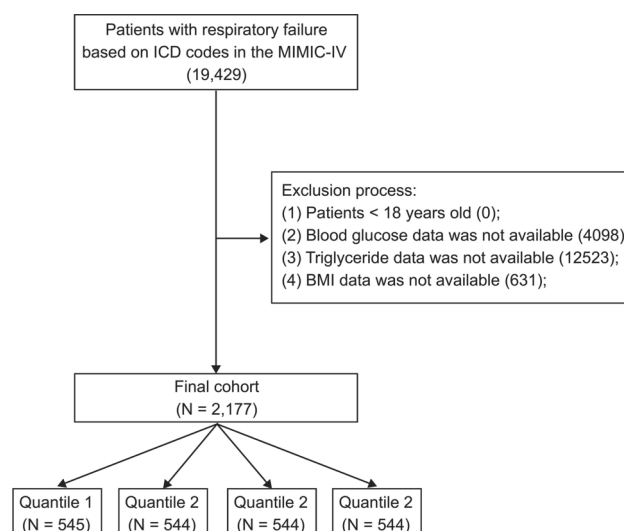 Patients with respiratory failure
based on ICD codes in the MIMIC-IV
(19,429)
Exclusion process:
(1) Patients < 18 years old (0);
(2) Blood glucose data was not available (4098)
(3) Triglyceride data was not available (12523);
(4) BMI data was not available (631);
Final cohort
(N = 2,177)
Quantile 1
(N = 545)
Quantile 2
(N = 544)
Quantile 2
(N = 544)
Quantile 2
(N = 544)